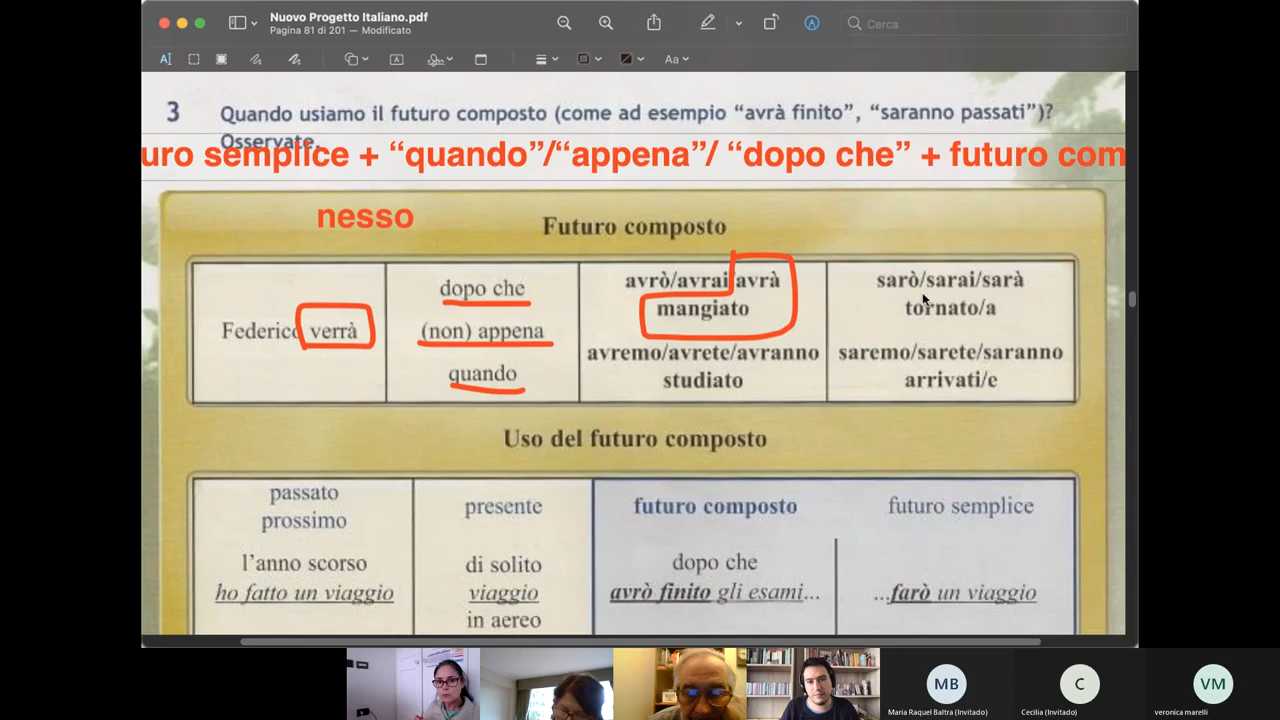 Nuovo Progetto Italiano.pdf
Pagina 81 di 201 — Modificato
Cerca
Aa
3 Quando usiamo il futuro composto (come ad esempio “avrà finito”, “saranno passati”)?
Osservate.
uro semplice + “quando”/“appena”/ “dopo che” + futuro com
nesso
Futuro composto
Federico verrà
dopo che
(non) appena
quando
avrò/avrai/avrà
mangiato
avremo/avrete/avranno
studiato
sarò/sarai/sarà
tornato/a
saremo/sarete/saranno
arrivati/e
Uso del futuro composto
passato
prossimo
presente
futuro composto
futuro semplice
l’anno scorso
ho fatto un viaggio
di solito
viaggio
in aereo
dopo che
avrò finito gli esami...
...farò un viaggio
MB
Maria Raquel Baltra (Invitado)
C
Cecilia (Invitado)
VM
veronica marelli